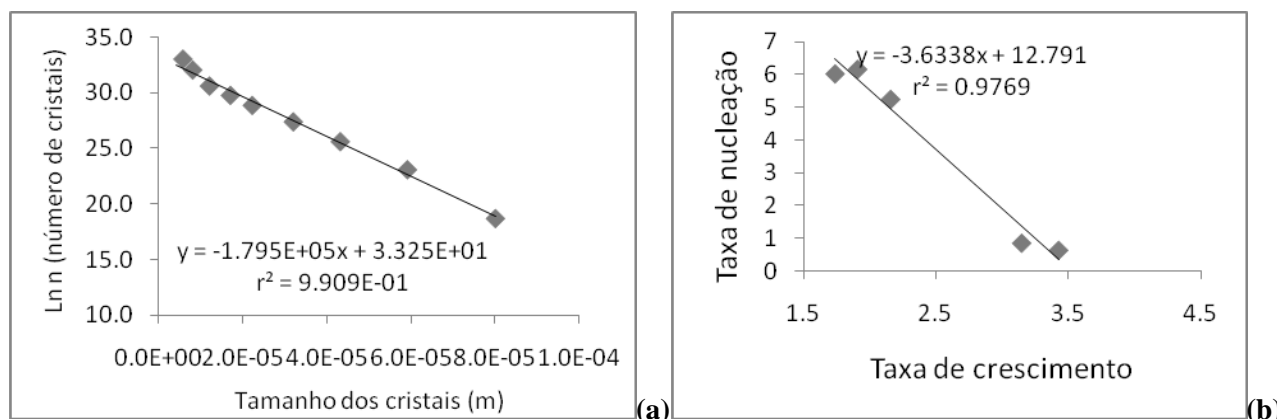 35.0
30.0
25.0
20.0
15.0
10.0
Ln n (número de cristais)
y = -1.795E+05x + 3.325E+01
r² = 9.909E-01
0.0E+002.0E-054.0E-056.0E-058.0E-051.0E-04
Tamanho dos cristais (m)
(a)
7
6
5
4
3
2
1
0
Taxa de nucleação
y = -3.6338x + 12.791
r² = 0.9769
1.5 2.5 3.5 4.5
Taxa de crescimento
(b)